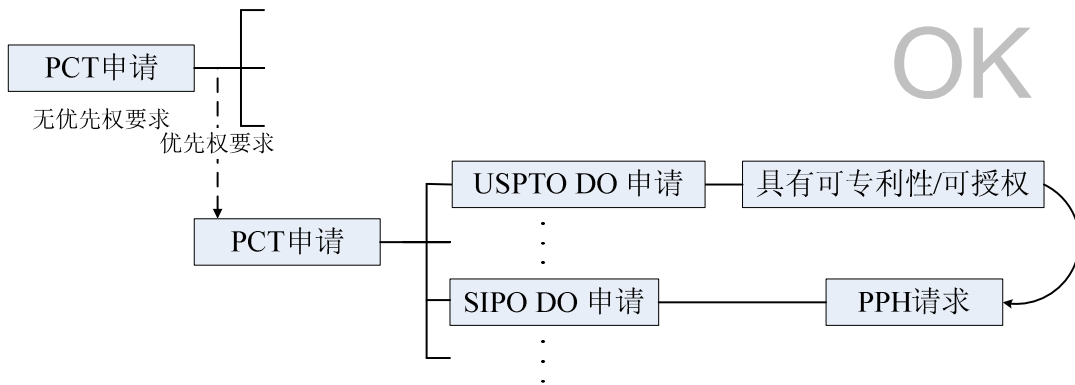 OK
PCT申请
无优先权要求
优先权要求
USPTO DO 申请
具有可专利性/可授权
PCT申请
SIPO DO 申请
PPH请求